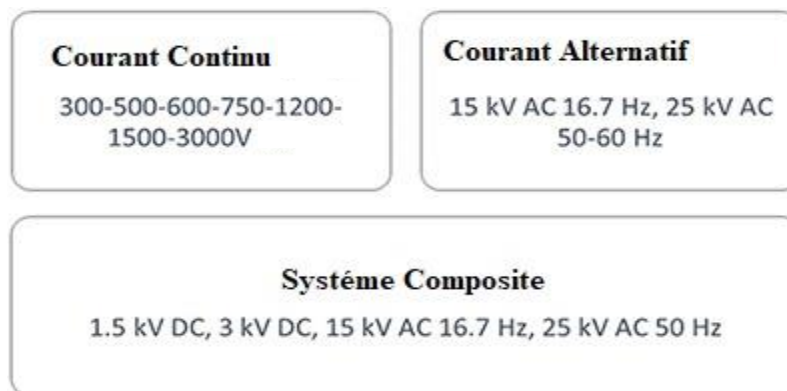 Courant Continu
300-500-600-750-1200-
1500-3000V
Courant Alternatif
15 kV AC 16.7 Hz, 25 kV AC
50-60 Hz
Systéme Composite
1.5 kV DC, 3 kV DC, 15 kV AC 16.7 Hz, 25 kV AC 50 Hz